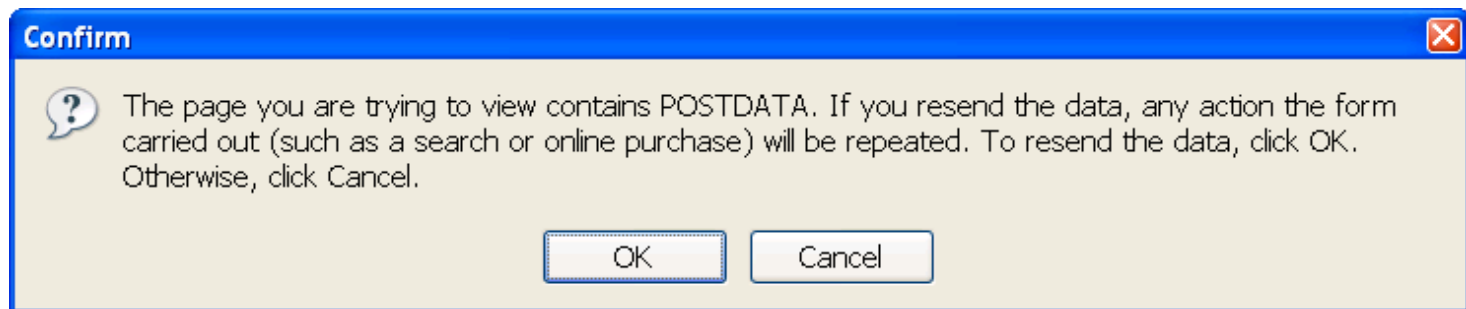 Confirm
The page you are trying to view contains POSTDATA. If you resend the data, any action the form
carried out (such as a search or online purchase) will be repeated. To resend the data, click OK.
Otherwise, click Cancel.
OK Cancel